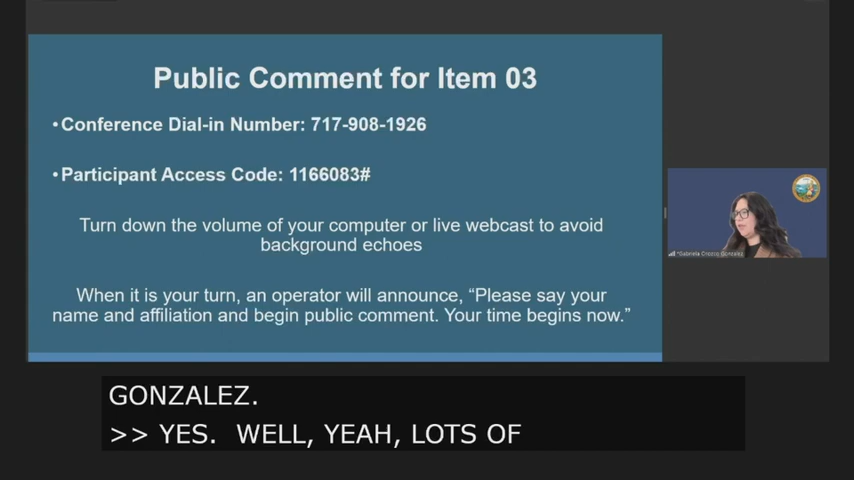 Public Comment for Item 03
•Conference Dial-in Number: 717-908-1926
•Participant Access Code: 1166083#
Turn down the volume of your computer or live webcast to avoid
background echoes
When it is your turn, an operator will announce, “Please say your
name and affiliation and begin public comment. Your time begins now.”
*Gabriela Orozco Gonzalez
GONZALEZ.
>> YES.  WELL, YEAH, LOTS OF